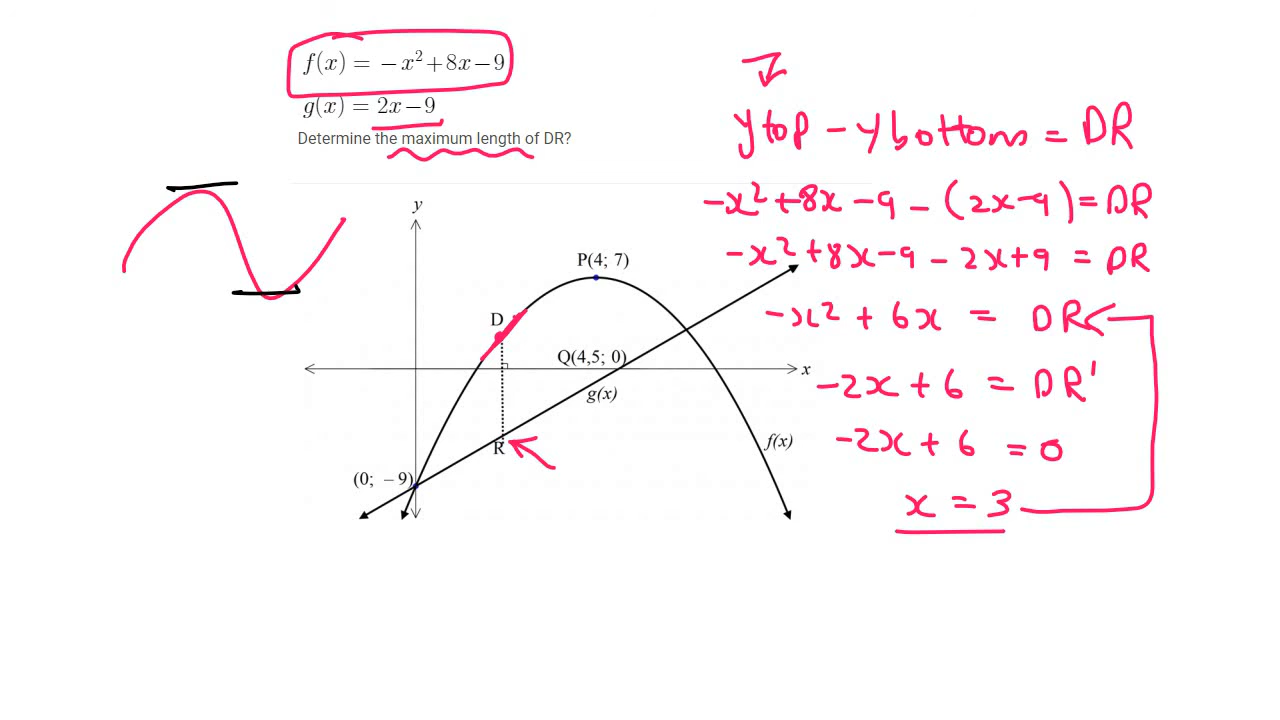 f(x) = −x²+8x−9
g(x) = 2x−9
Determine the maximum length of DR?
y
P(4; 7)
D
Q(4,5; 0)
x
g(x)
R
f(x)
(0; −9)
ytop − ybottom = DR
-x²+8x−9−(2x−9)=DR
-x²+8x−9−2x+9 = DR
-x² + 6x = DR
-2x+6 = DR'
-2x+6 = 0
x = 3